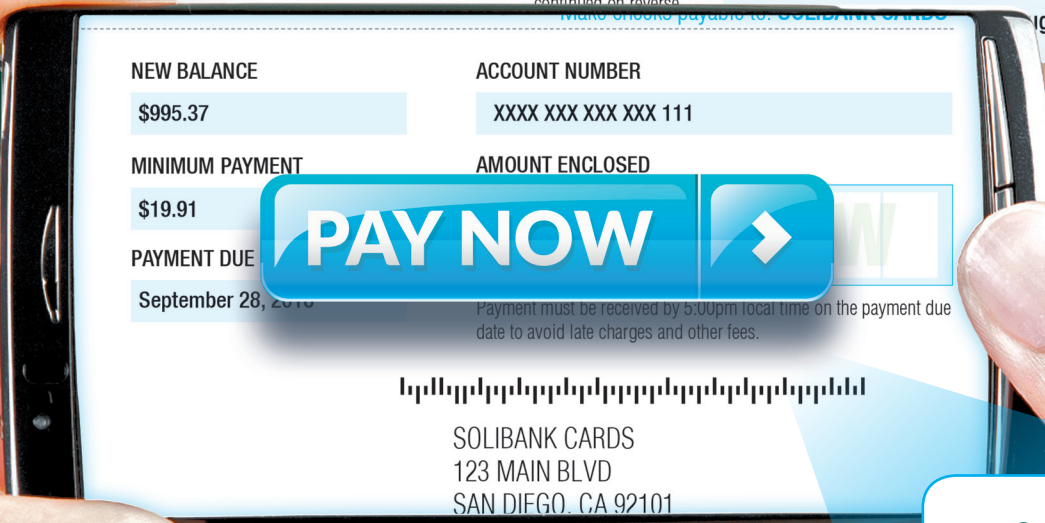 continued on reverse
Make checks payable to: SOLIBANK CARDS
NEW BALANCE
ACCOUNT NUMBER
$995.37
XXXX XXX XXX XXX 111
MINIMUM PAYMENT
AMOUNT ENCLOSED
$19.91
PAY NOW
PAYMENT DUE
September 28,
Payment must be received by 5:00pm local time on the payment due
date to avoid late charges and other fees.
SOLIBANK CARDS
123 MAIN BLVD
SAN DIEGO, CA 92101